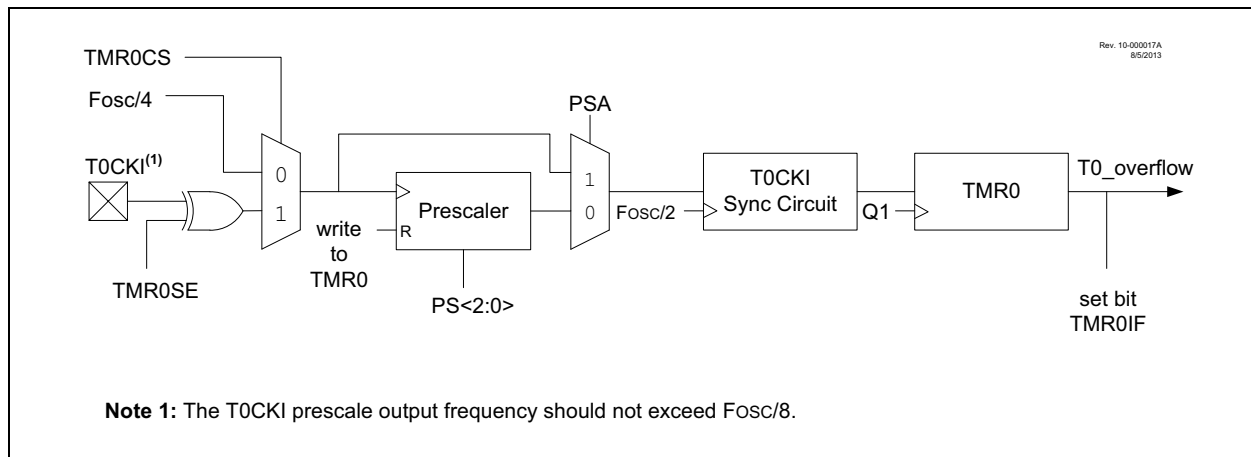 Rev. 10-000017A
8/5/2013
TMR0CS
Fosc/4
PSA
T0CKI(1)
0
1
TMR0SE
write
to
TMR0
Prescaler
R
PS<2:0>
1
0
FOSC/2
T0CKI
Sync Circuit
Q1
TMR0
T0_overflow
set bit
TMR0IF
Note 1: The T0CKI prescale output frequency should not exceed FOSC/8.